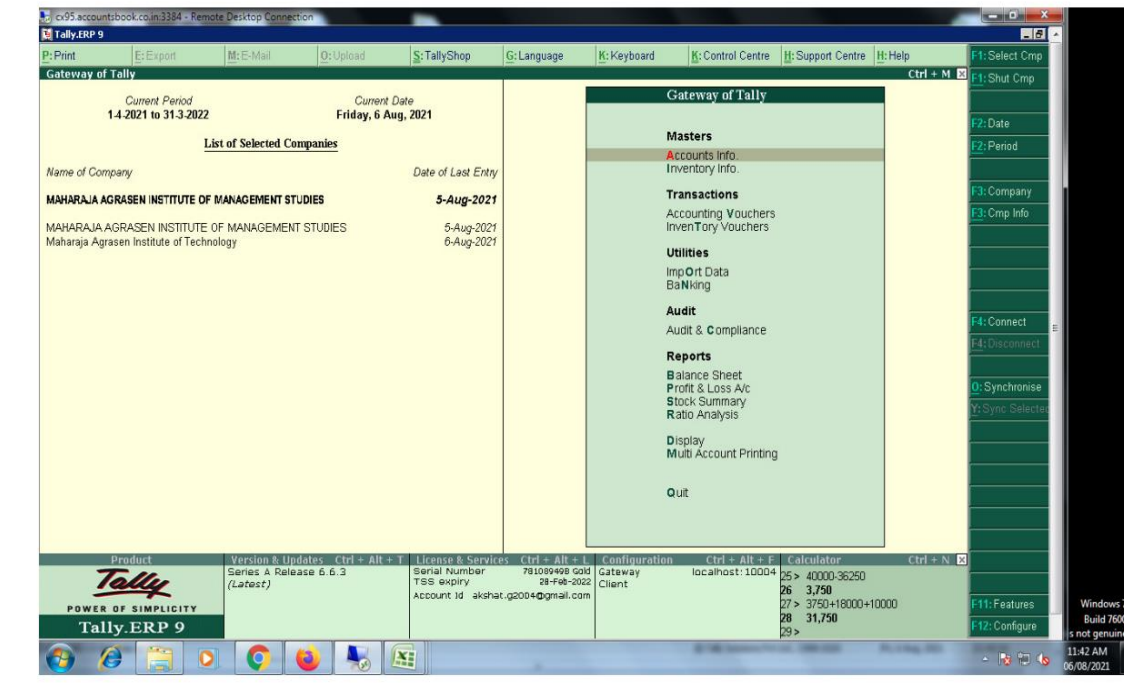 cx95.accountsbook.co.in:3384 - Remote Desktop Connection
Tally.ERP 9
P: Print E: Export M: E-Mail O: Upload S: TallyShop G: Language K: Keyboard K: Control Centre H: Support Centre H: Help F1: Select Cmp
Gateway of Tally Ctrl + M
F1: Shut Cmp
Current Period Current Date
1-4-2021 to 31-3-2022 Friday, 6 Aug, 2021
List of Selected Companies
Name of Company Date of Last Entry
MAHARAJA AGRASEN INSTITUTE OF MANAGEMENT STUDIES 5-Aug-2021
MAHARAJA AGRASEN INSTITUTE OF MANAGEMENT STUDIES 5-Aug-2021
Maharaja Agrasen Institute of Technology 6-Aug-2021
Gateway of Tally
Masters
Accounts Info.
Inventory Info.
Transactions
Accounting Vouchers
InvenTory Vouchers
Utilities
ImpOrt Data
BaNking
Audit
Audit & Compliance
Reports
Balance Sheet
Profit & Loss A/c
Stock Summary
Ratio Analysis
Display
Multi Account Printing
Quit
F2: Date
F2: Period
F3: Company
F3: Cmp Info
F4: Connect
F4: Disconnect
O: Synchronise
Y: Sync Selected
F11: Features
F12: Configure
Product
Tally
POWER OF SIMPLICITY
Tally.ERP 9
Version & Updates Ctrl + Alt + T
Series A Release 6.6.3
(Latest)
License & Services Ctrl + Alt + L
Serial Number 781089498 Gold
TSS expiry 28-Feb-2022
Account Id akshat.g2004@gmail.com
Configuration Ctrl + Alt + F
Gateway localhost:10004
Client
Calculator Ctrl + N
25> 40000-36250
26 3,750
27> 3750+18000+10000
28 31,750
29>
Windows 7
Build 7600
s not genuine
11:42 AM
06/08/2021